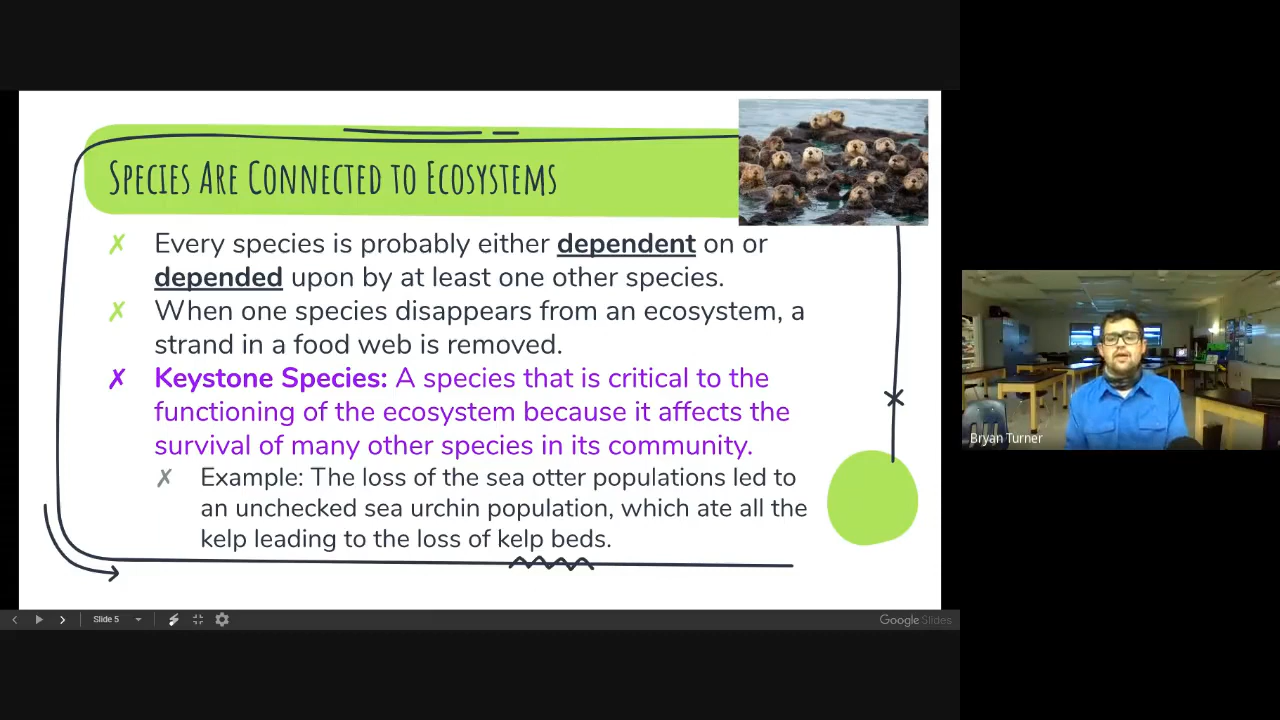 Species Are Connected to Ecosystems
✗ Every species is probably either dependent on or
depended upon by at least one other species.
✗ When one species disappears from an ecosystem, a
strand in a food web is removed.
✗ Keystone Species: A species that is critical to the
functioning of the ecosystem because it affects the
survival of many other species in its community.
✗ Example: The loss of the sea otter populations led to
an unchecked sea urchin population, which ate all the
kelp leading to the loss of kelp beds.
Bryan Turner
Slide 5
Google Slides